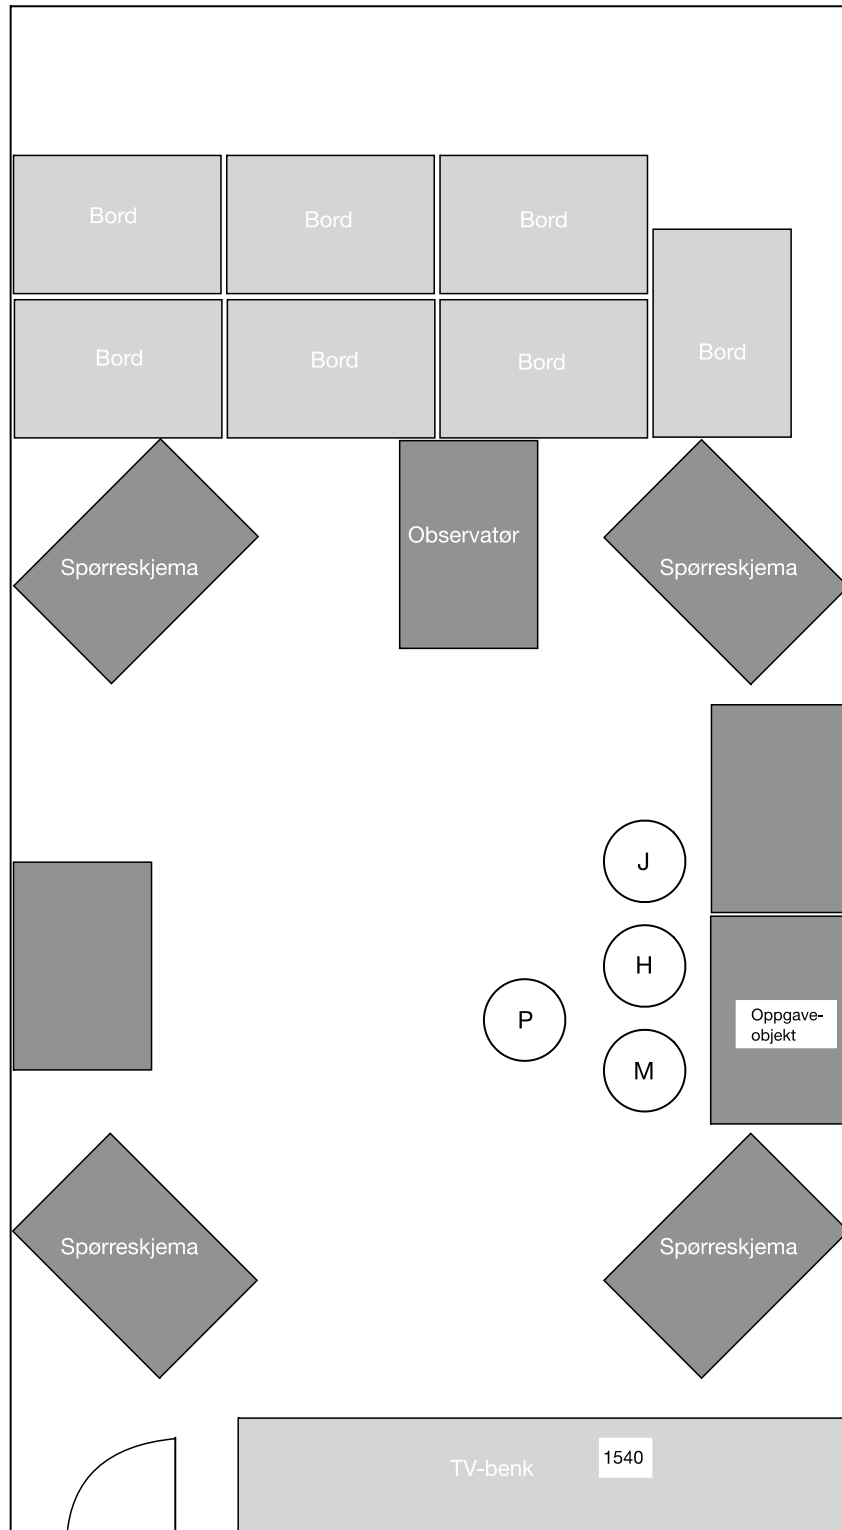 Bord
Bord
Bord
Bord
Bord
Bord
Bord
Observatør
Spørreskjema
Spørreskjema
J
H
P
M
Oppgave-
objekt
Spørreskjema
Spørreskjema
TV-benk
1540